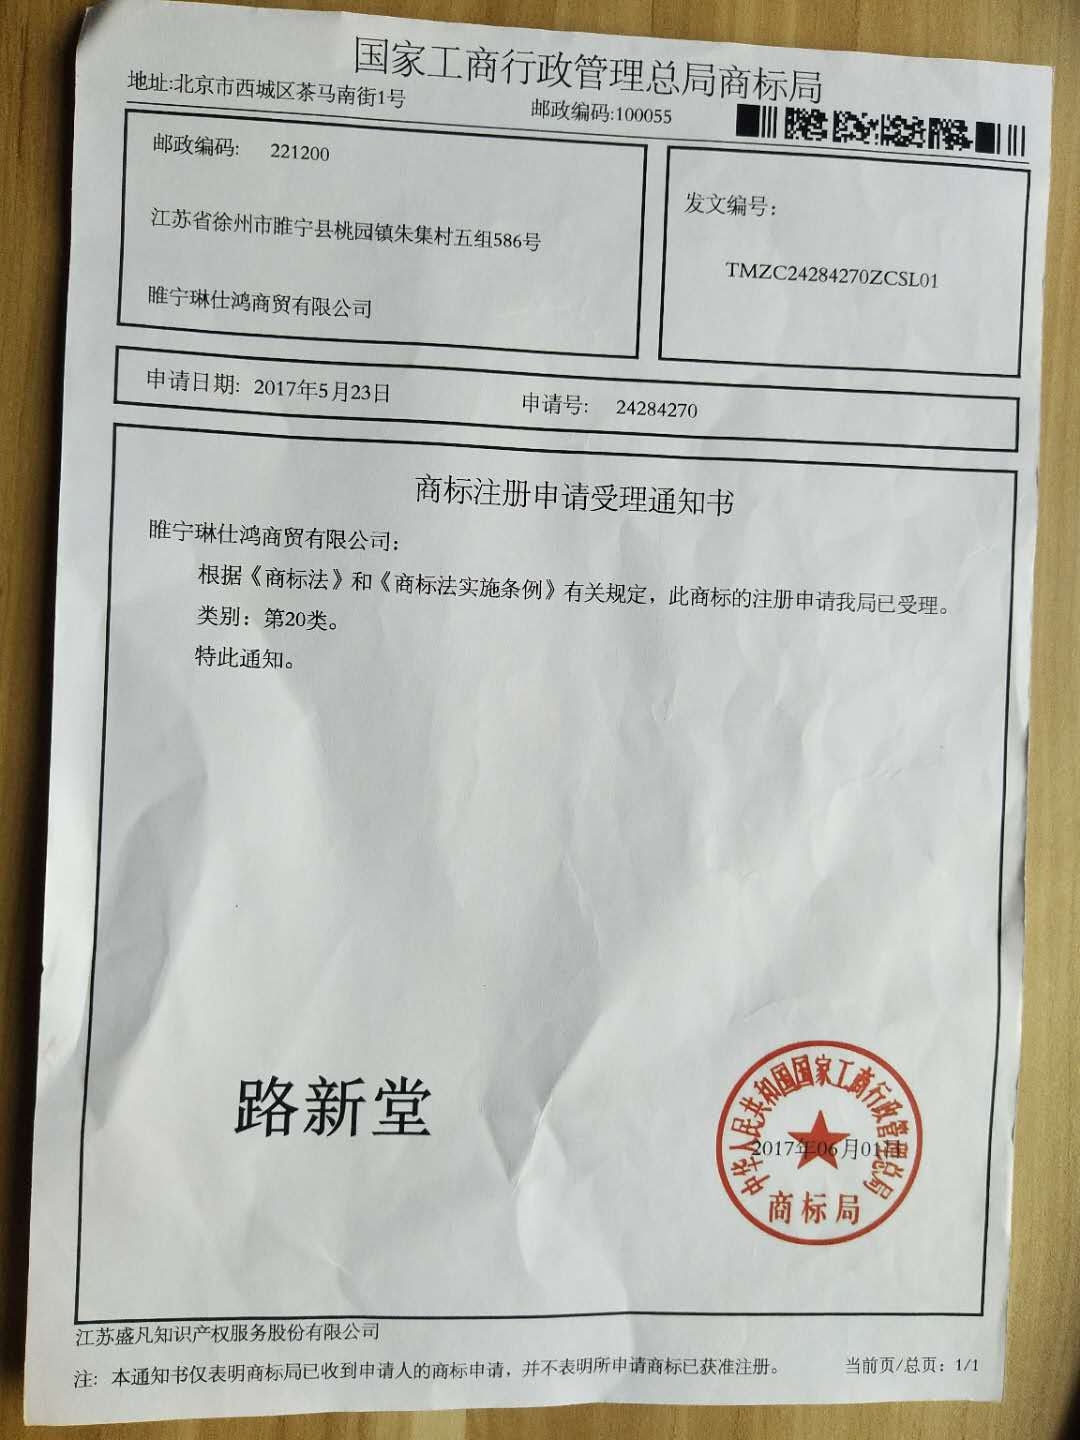 国家工商行政管理总局商标局
地址:北京市西城区茶马南街1号
邮政编码:100055
邮政编码: 221200
江苏省徐州市睢宁县桃园镇朱集村五组586号
睢宁琳仕鸿商贸有限公司
发文编号：
TMZC24284270ZCSL01
申请日期: 2017年5月23日
申请号: 24284270
商标注册申请受理通知书
睢宁琳仕鸿商贸有限公司：
根据《商标法》和《商标法实施条例》有关规定，此商标的注册申请我局已受理。
类别：第20类。
特此通知。
路新堂
中华人民共和国国家工商行政管理总局
2017年06月01日
商标局
江苏盛凡知识产权服务股份有限公司
注: 本通知书仅表明商标局已收到申请人的商标申请，并不表明所申请商标已获准注册。
当前页/总页：1/1